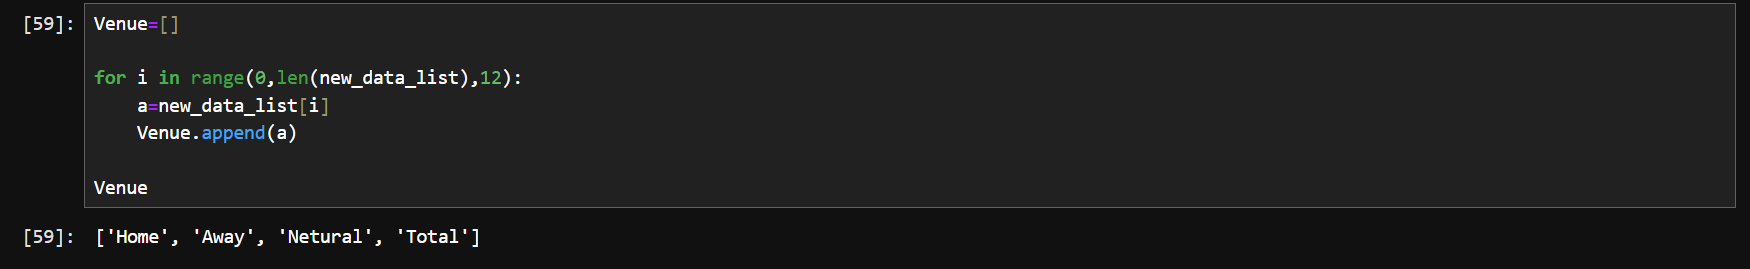 [59]: Venue=[]
for i in range(0,len(new_data_list),12):
    a=new_data_list[i]
    Venue.append(a)
Venue
[59]: ['Home', 'Away', 'Netural', 'Total']